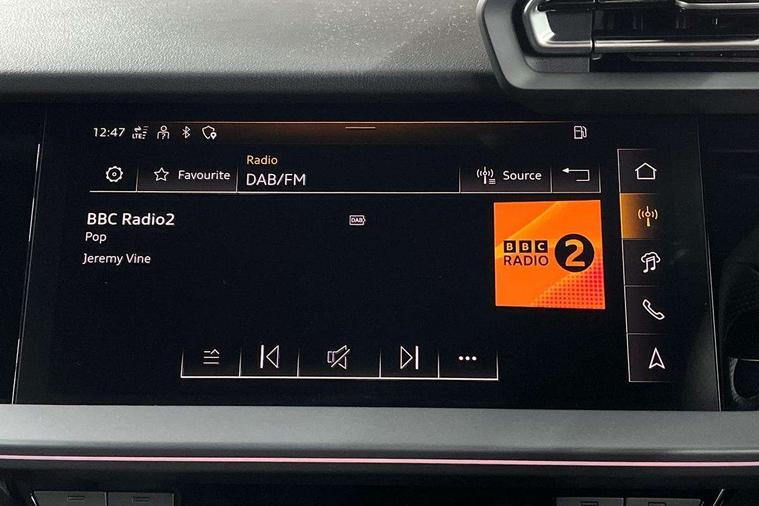 12:47 LTE
Radio
Favourite DAB/FM Source
BBC Radio2 DAB
Pop
Jeremy Vine
BBC
RADIO 2